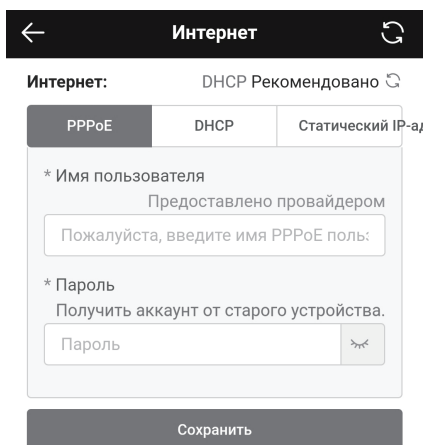 Интернет
Интернет: DHCP Рекомендовано
PPPoE DHCP Статический IP-ад
* Имя пользователя
Предоставлено провайдером
Пожалуйста, введите имя PPPoE поль:
* Пароль
Получить аккаунт от старого устройства.
Пароль
Сохранить